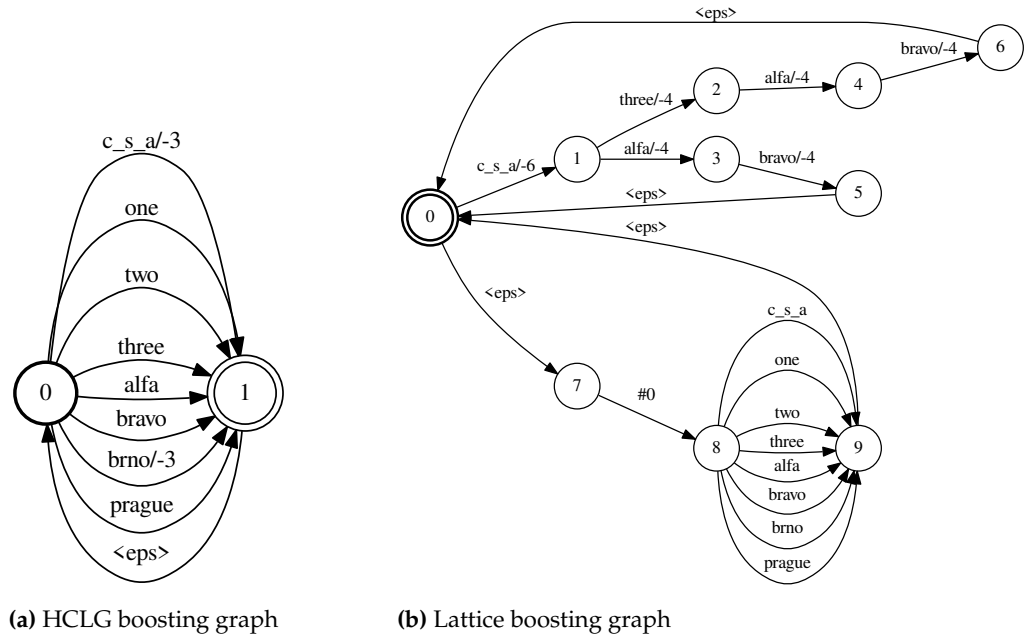 c_s_a/-3
one
two
three
alfa
bravo
brno/-3
prague
<eps>
0
1
(a) HCLG boosting graph
<eps>
6
bravo/-4
4
alfa/-4
2
three/-4
1
alfa/-4
3
bravo/-4
5
c_s_a/-6
0
<eps>
<eps>
<eps>
7
#0
8
c_s_a
one
two
three
alfa
bravo
brno
prague
9
(b) Lattice boosting graph